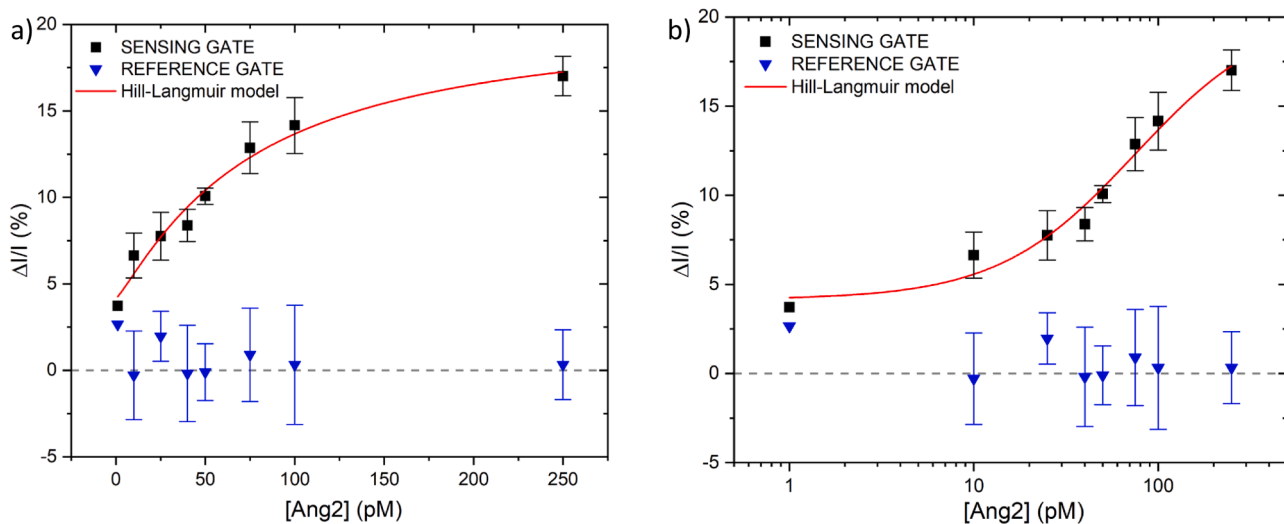 a)
20
15
10
5
0
-5
ΔI/I (%)
SENSING GATE
REFERENCE GATE
Hill-Langmuir model
0
50
100
150
200
250
[Ang2] (pM)
b)
20
15
10
5
0
-5
ΔI/I (%)
SENSING GATE
REFERENCE GATE
Hill-Langmuir model
1
10
100
[Ang2] (pM)